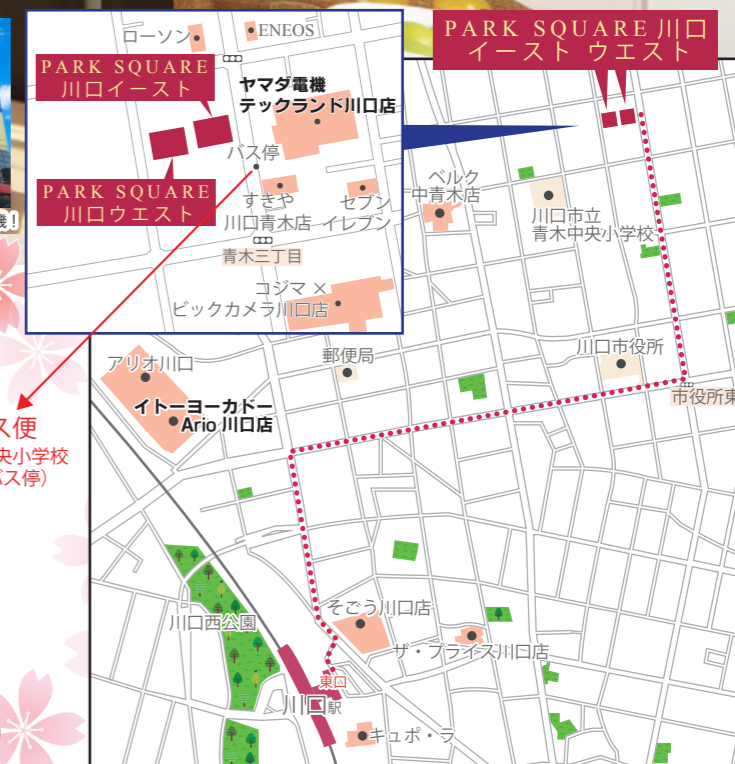 PARK SQUARE 川口
イースト ウエスト
ローソン
ENEOS
PARK SQUARE
川口イースト
ヤマダ電機
テックランド川口店
バス停
PARK SQUARE
川口ウエスト
すきや
川口青木店
セブン
イレブン
青木三丁目
コジマ ×
ビックカメラ川口店
機!
ベルク
中青木店
川口市立
青木中央小学校
アリオ川口
郵便局
川口市役所
イトーヨーカドー
Ario 川口店
市役所東
ス便
央小学校
バス停)
川口西公園
そごう川口店
ザ・プライス川口店
東口
川口駅
キュポ・ラ